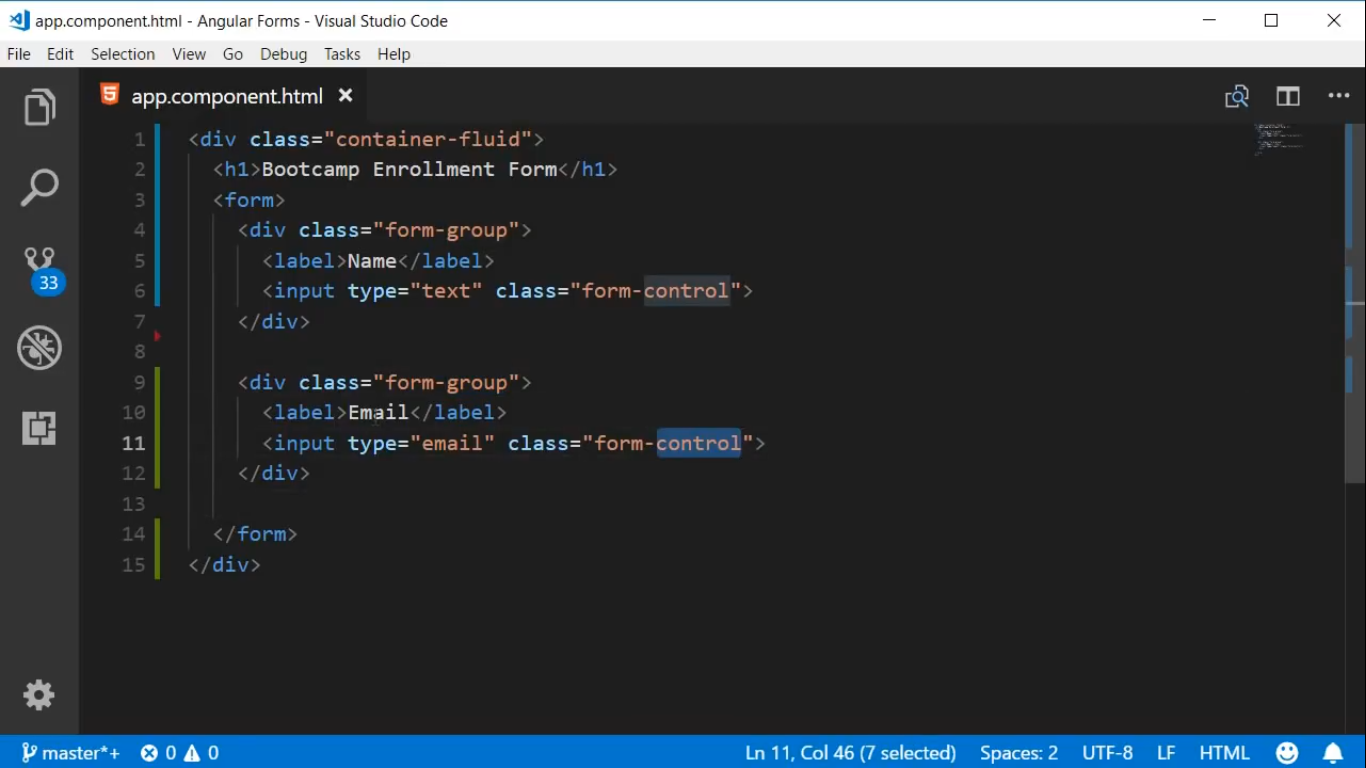 app.component.html - Angular Forms - Visual Studio Code
File Edit Selection View Go Debug Tasks Help
app.component.html
1 <div class="container-fluid">
2 <h1>Bootcamp Enrollment Form</h1>
3 <form>
4 <div class="form-group">
5 <label>Name</label>
6 <input type="text" class="form-control">
7 </div>
8
9 <div class="form-group">
10 <label>Email</label>
11 <input type="email" class="form-control">
12 </div>
13
14 </form>
15 </div>
33
master*+ 0 0 Ln 11, Col 46 (7 selected) Spaces: 2 UTF-8 LF HTML